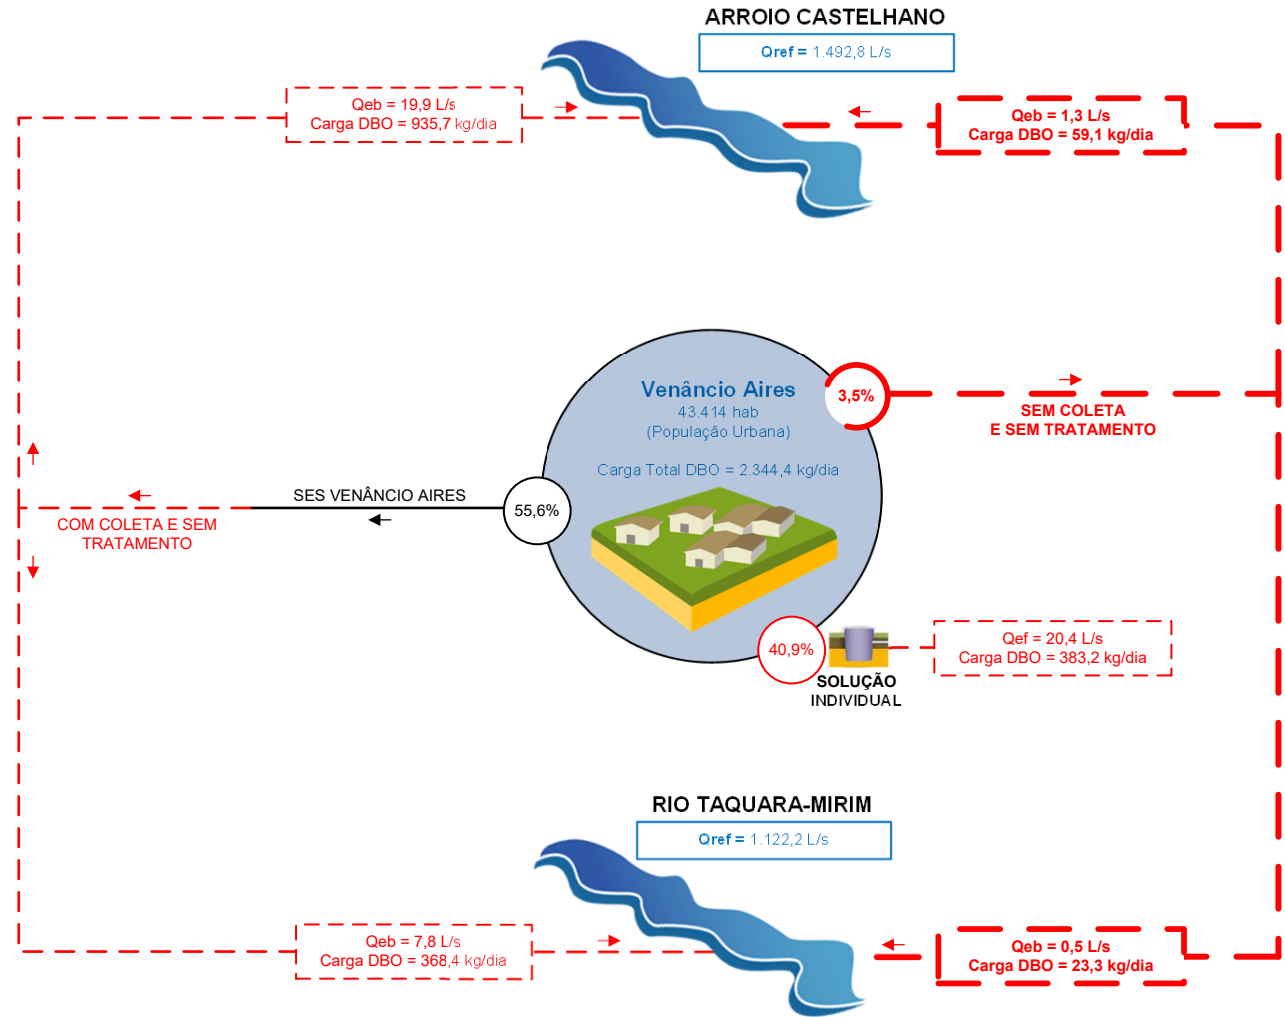 ARROIO CASTELHANO
Qref = 1.492,8 L/s
Qeb = 19,9 L/s
Carga DBO = 935,7 kg/dia
Qeb = 1,3 L/s
Carga DBO = 59,1 kg/dia
Venâncio Aires
43.414 hab
(População Urbana)
Carga Total DBO = 2.344,4 kg/dia
3,5%
SEM COLETA
E SEM TRATAMENTO
SES VENÂNCIO AIRES
55,6%
COM COLETA E SEM
TRATAMENTO
40,9%
SOLUÇÃO
INDIVIDUAL
Qef = 20,4 L/s
Carga DBO = 383,2 kg/dia
RIO TAQUARA-MIRIM
Qref = 1.122,2 L/s
Qeb = 7,8 L/s
Carga DBO = 368,4 kg/dia
Qeb = 0,5 L/s
Carga DBO = 23,3 kg/dia